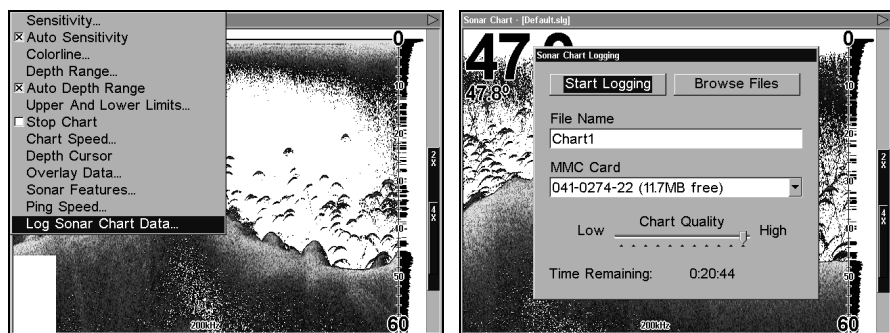 Sensitivity...
Auto Sensitivity
Colorline...
Depth Range...
Auto Depth Range
Upper And Lower Limits...
Stop Chart
Chart Speed...
Depth Cursor
Overlay Data...
Sonar Features...
Ping Speed...
Log Sonar Chart Data...
0
10
20
30
40
50
60
2X
4X
200kHz
Sonar Chart - [Default.slg]
47.8º
Sonar Chart Logging
Start Logging
Browse Files
File Name
Chart1
MMC Card
041-0274-22 (11.7MB free)
Chart Quality
Low
High
Time Remaining: 0:20:44
0
10
20
30
40
50
60
2X
4X
200kHz